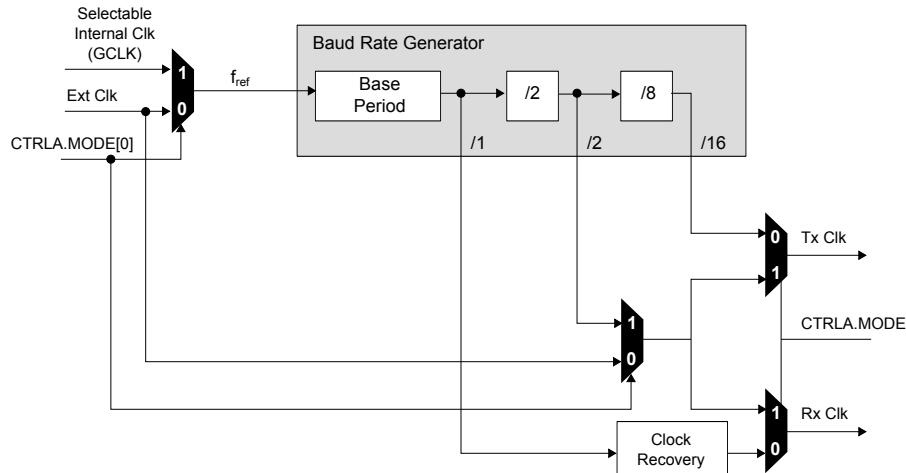 Selectable
Internal Clk
(GCLK)
Ext Clk
CTRLA.MODE[0]
1
0
fref
Baud Rate Generator
Base
Period
/2
/8
/1
/2
/16
0
1
Tx Clk
1
0
CTRLA.MODE
1
0
Rx Clk
Clock
Recovery